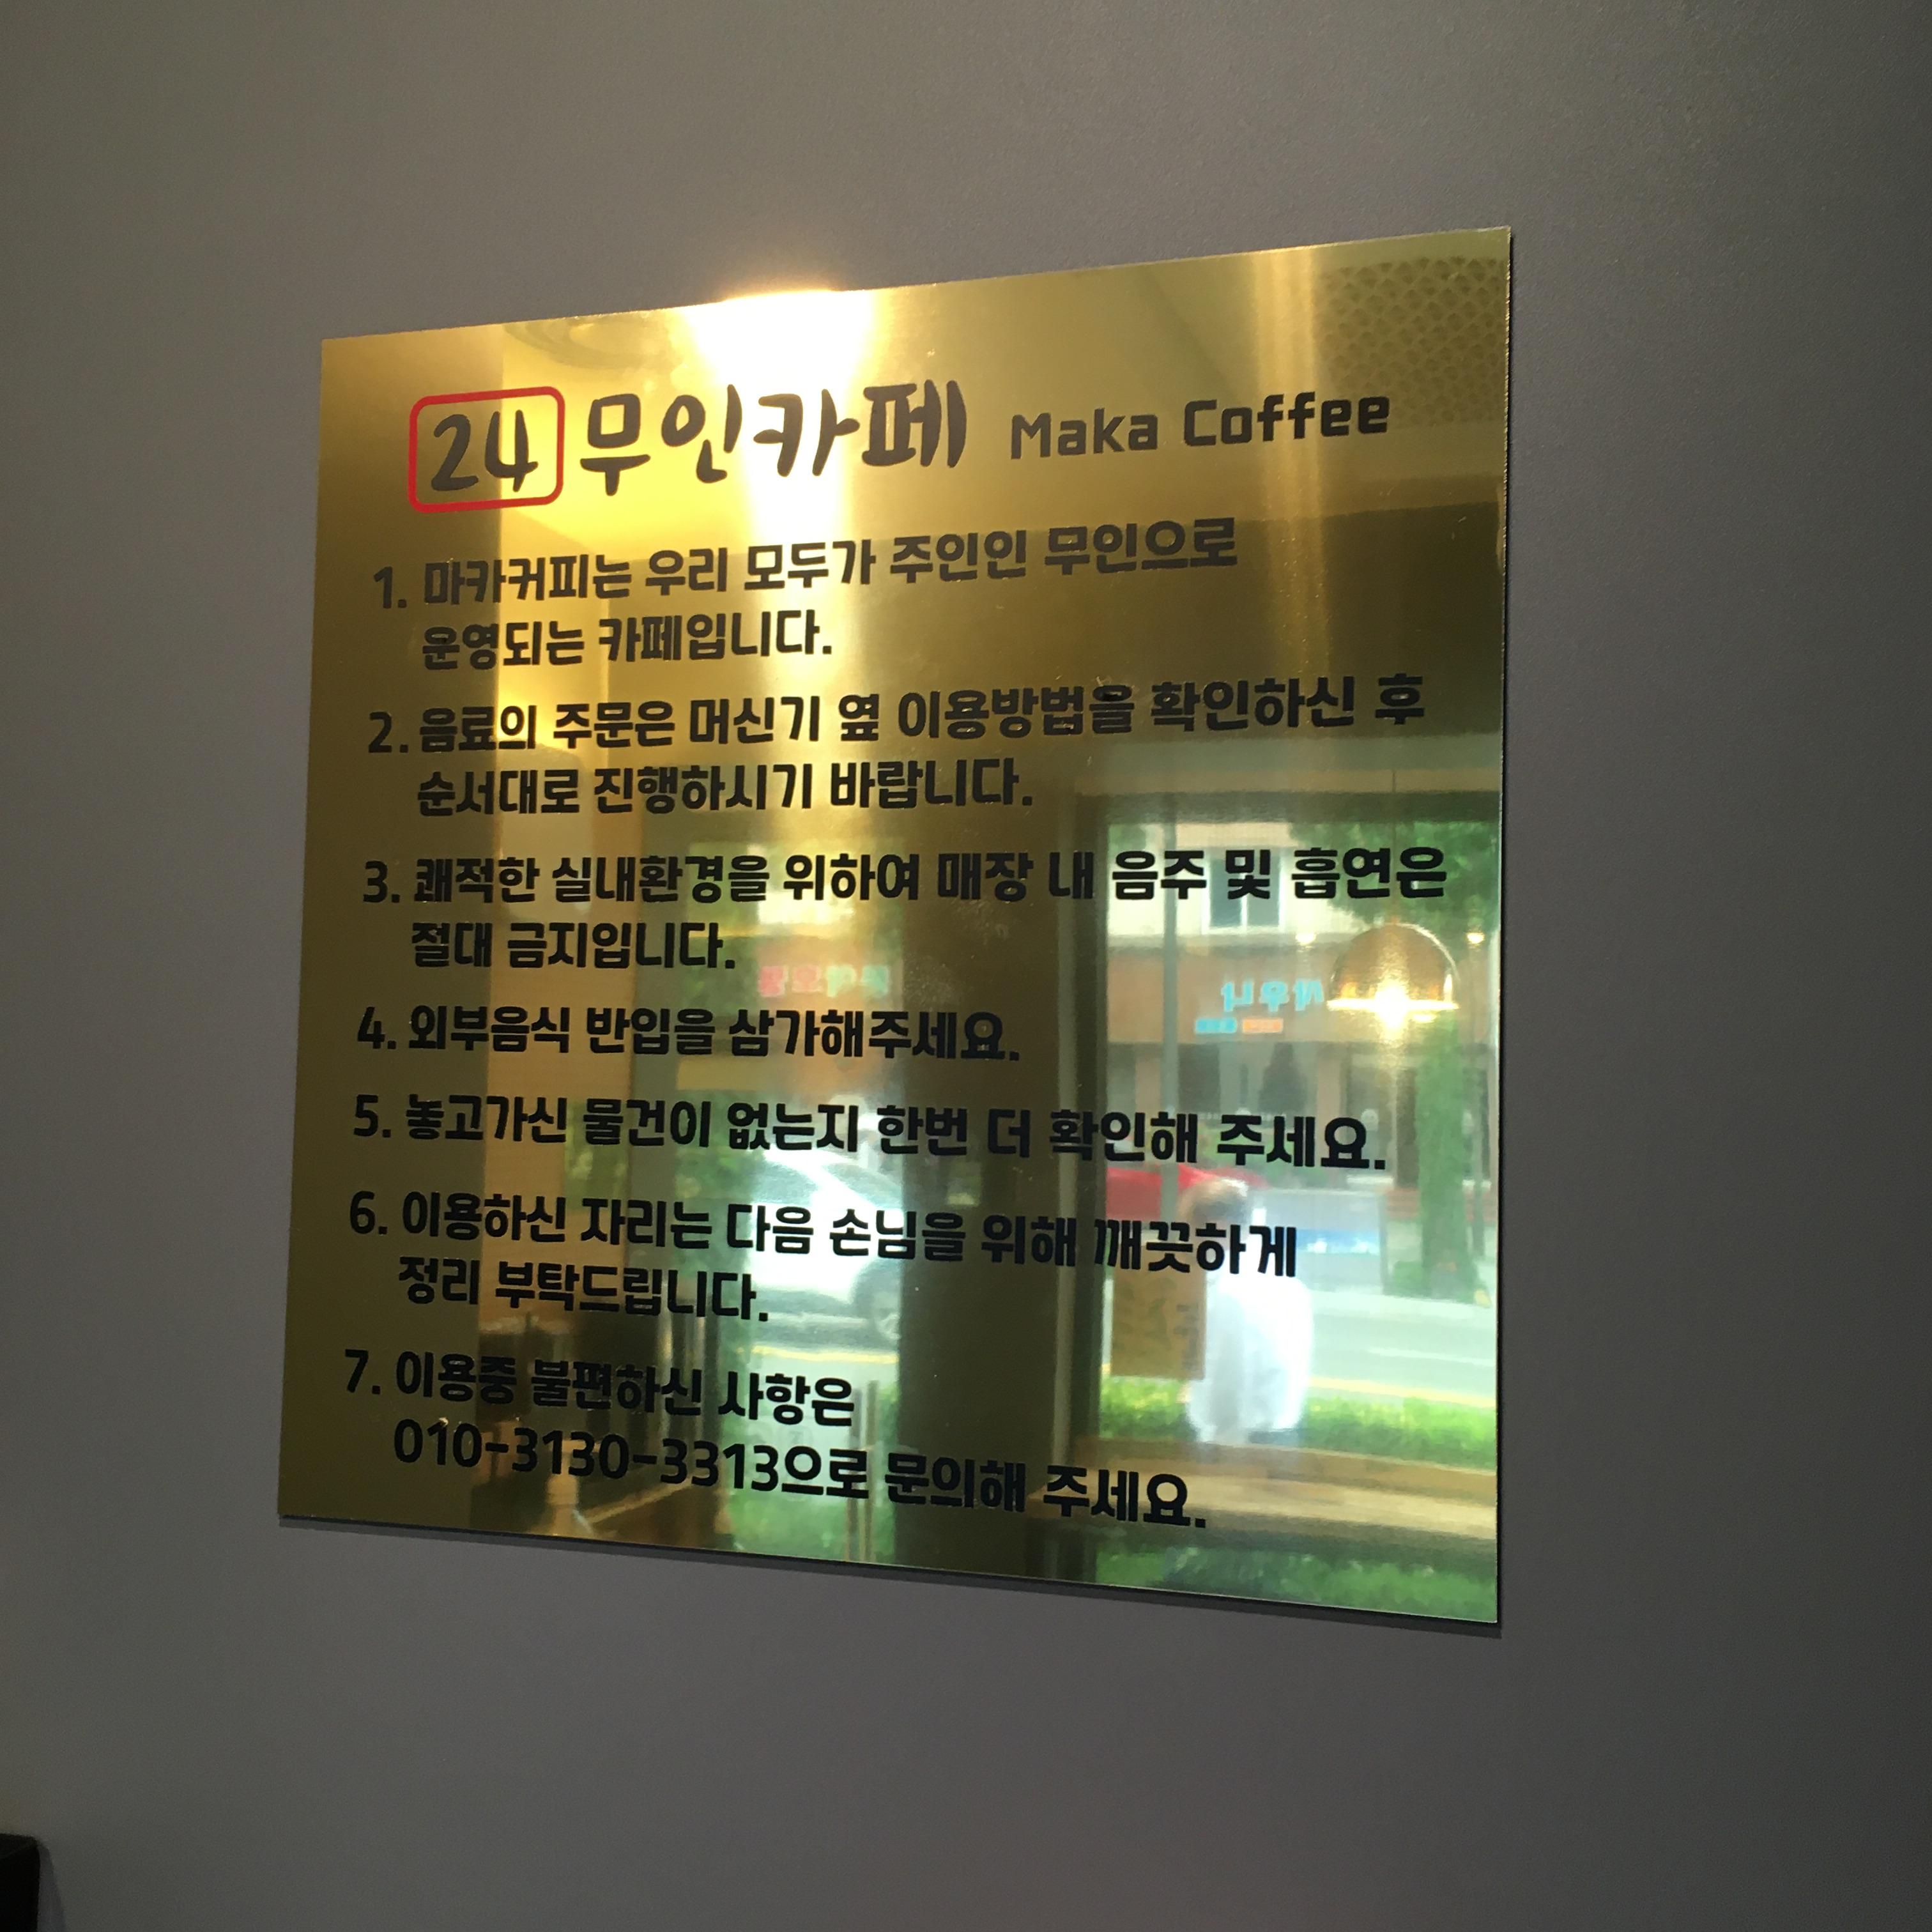 24 무인카페 Maka Coffee
1. 마카커피는 우리 모두가 주인인 무인으로
운영되는 카페입니다.
2. 음료의 주문은 머신기 옆 이용방법을 확인하신 후
순서대로 진행하시기 바랍니다.
3. 쾌적한 실내환경을 위하여 매장 내 음주 및 흡연은
절대 금지입니다.
4. 외부음식 반입을 삼가해주세요.
5. 놓고가신 물건이 없는지 한번 더 확인해 주세요.
6. 이용하신 자리는 다음 손님을 위해 깨끗하게
정리 부탁드립니다.
7. 이용중 불편하신 사항은
010-3130-3313으로 문의해 주세요.